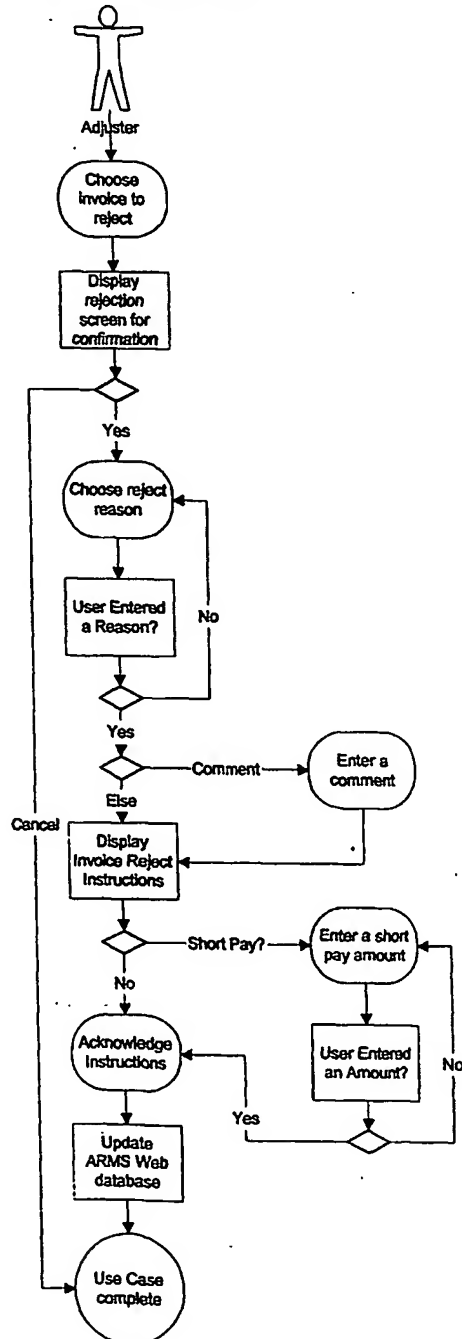 Adjuster
Choose
invoice to
reject
Display
rejection
screen for
confirmation
Yes
Choose reject
reason
User Entered
a Reason?
No
Yes
Comment
Enter a
comment
Else
Cancel
Display
Invoice Reject
Instructions
Short Pay?
Enter a short
pay amount
No
Acknowledge
Instructions
User Entered
an Amount?
No
Yes
Update
ARMS Web
database
Use Case
complete